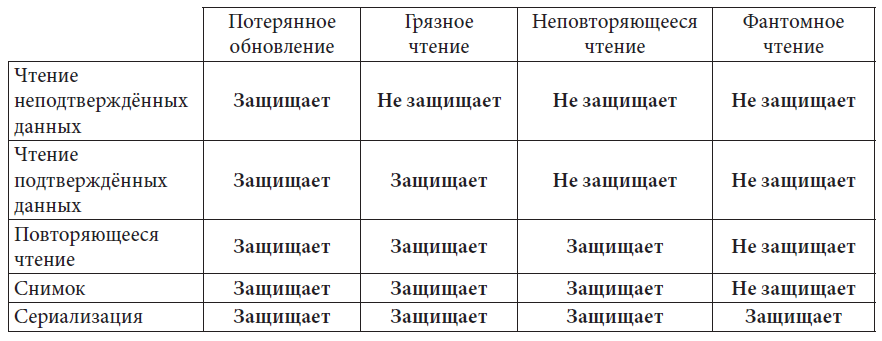 Потерянное обновление
Грязное чтение
Неповторяющееся чтение
Фантомное чтение
Чтение
неподтверждённых
данных
Защищает
Не защищает
Не защищает
Не защищает
Чтение
подтверждённых
данных
Защищает
Защищает
Не защищает
Не защищает
Повторяющееся
чтение
Защищает
Защищает
Защищает
Не защищает
Снимок
Защищает
Защищает
Защищает
Не защищает
Сериализация
Защищает
Защищает
Защищает
Защищает